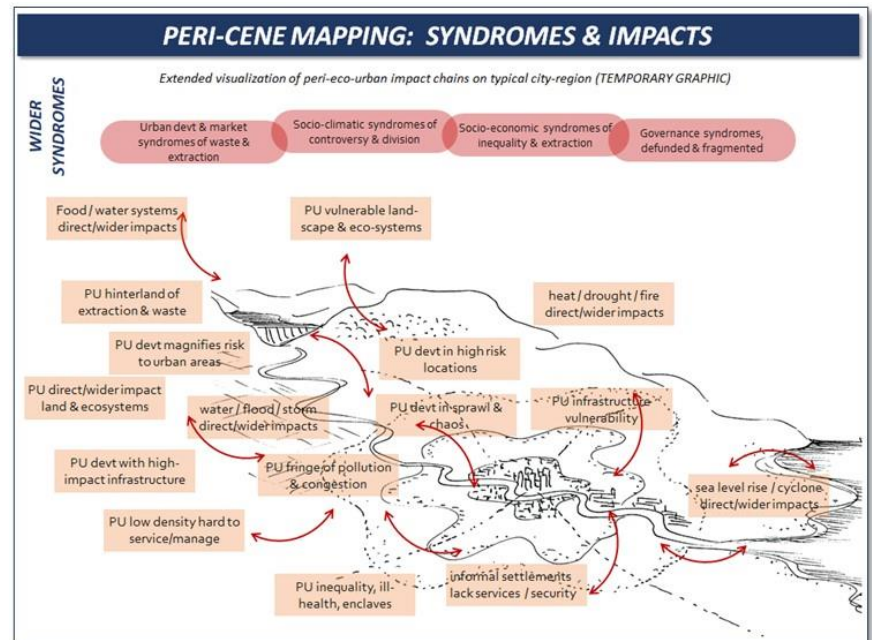 PERI-CENE MAPPING: SYNDROMES & IMPACTS
Extended visualization of peri-eco-urban impact chains on typical city-region (TEMPORARY GRAPHIC)
WIDER
SYNDROMES
Urban devt & market
syndromes of waste &
extraction
Socio-climatic syndromes of
controversy & division
Socio-economic syndromes of
inequality & extraction
Governance syndromes,
defunded & fragmented
Food / water systems
direct/wider impacts
PU vulnerable land-
scape & eco-systems
PU hinterland of
extraction & waste
heat / drought / fire
direct/wider impacts
PU devt magnifies risk
to urban areas
PU devt in high risk
locations
PU direct/wider impact
land & ecosystems
water / flood / storm
direct/wider impacts
PU devt in sprawl &
chaos
PU infrastructure
vulnerability
PU devt with high-
impact infrastructure
PU fringe of pollution
& congestion
sea level rise / cyclone
direct/wider impacts
PU low density hard to
service/manage
PU inequality, ill-
health, enclaves
informal settlements
lack services / security